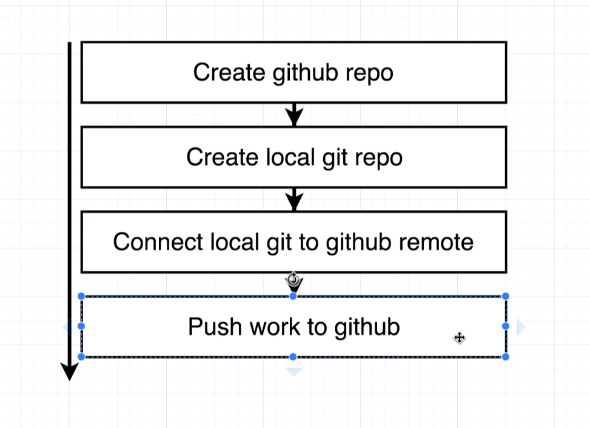 Create github repo
Create local git repo
Connect local git to github remote
Push work to github